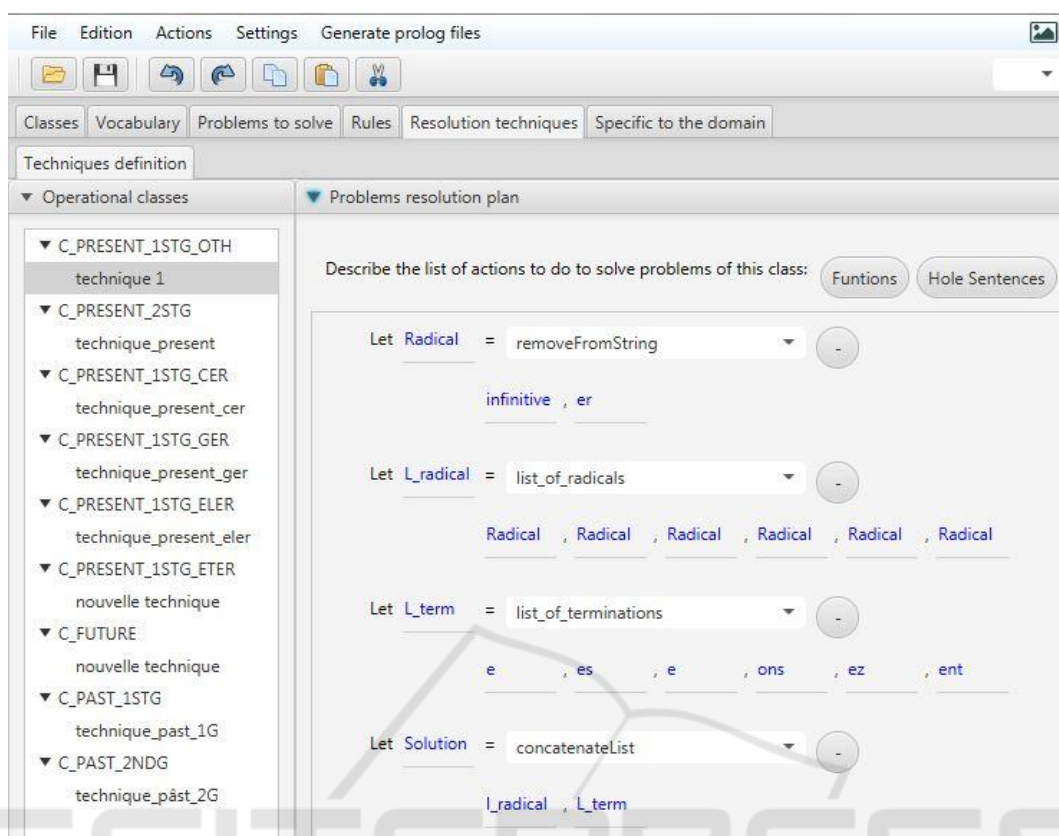 File Edition Actions Settings Generate prolog files
Classes Vocabulary Problems to solve Rules Resolution techniques Specific to the domain
Techniques definition
Operational classes
C_PRESENT_1STG_OTH
technique 1
C_PRESENT_2STG
technique_present
C_PRESENT_1STG_CER
technique_present_cer
C_PRESENT_1STG_GER
technique_present_ger
C_PRESENT_1STG_ELER
technique_present_eler
C_PRESENT_1STG_ETER
nouvelle technique
C_FUTURE
nouvelle technique
C_PAST_1STG
technique_past_1G
C_PAST_2NDG
technique_pâst_2G
Problems resolution plan
Describe the list of actions to do to solve problems of this class: Funtions Hole Sentences
Let Radical = removeFromString -
infinitive , er
Let L_radical = list_of_radicals -
Radical , Radical , Radical , Radical , Radical , Radical
Let L_term = list_of_terminations -
e , es , e , ons , ez , ent
Let Solution = concatenateList -
l_radical , L_term